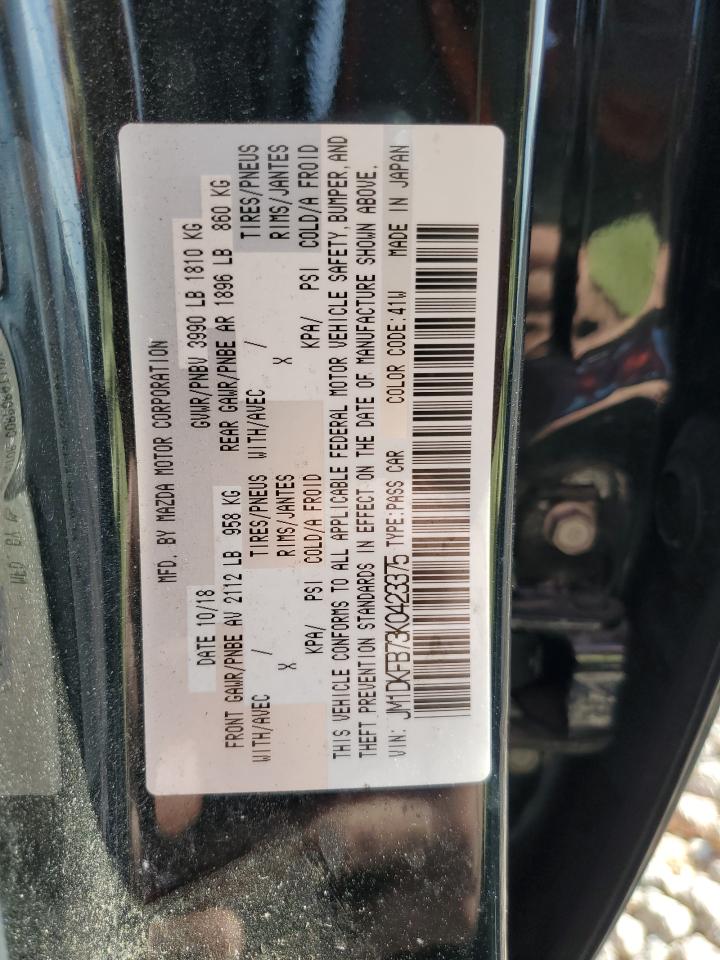 MFD. BY MAZDA MOTOR CORPORATION
DATE 10/18 GVWR/PNBV 3990 LB 1810 KG
FRONT GAWR/PNBE AV 2112 LB 958 KG REAR GAWR/PNBE AR 1896 LB 860 KG
WITH/AVEC / TIRES/PNEUS WITH/AVEC / TIRES/PNEUS
X RIMS/JANTES X RIMS/JANTES
KPA/ PSI COLD/A FROID KPA/ PSI COLD/A FROID
THIS VEHICLE CONFORMS TO ALL APPLICABLE FEDERAL MOTOR VEHICLE SAFETY, BUMPER, AND
THEFT PREVENTION STANDARDS IN EFFECT ON THE DATE OF MANUFACTURE SHOWN ABOVE.
VIN: JM1DKFB73K0423375 TYPE:PASS CAR COLOR CODE:41W MADE IN JAPAN